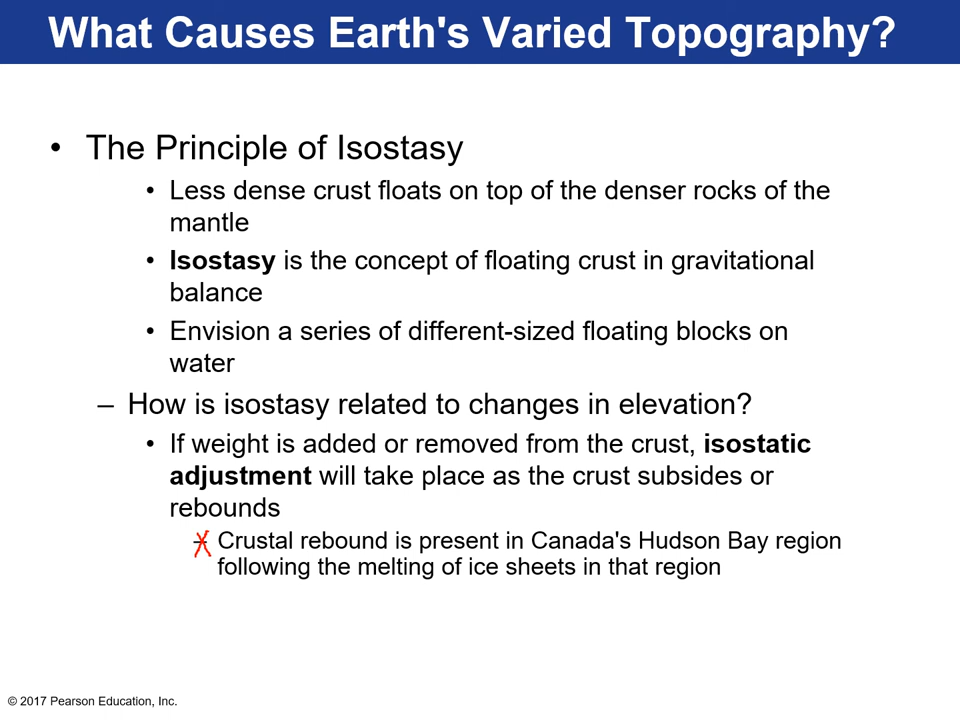 What Causes Earth's Varied Topography?
• The Principle of Isostasy
• Less dense crust floats on top of the denser rocks of the
mantle
• Isostasy is the concept of floating crust in gravitational
balance
• Envision a series of different-sized floating blocks on
water
– How is isostasy related to changes in elevation?
• If weight is added or removed from the crust, isostatic
adjustment will take place as the crust subsides or
rebounds
– Crustal rebound is present in Canada's Hudson Bay region
following the melting of ice sheets in that region
© 2017 Pearson Education, Inc.